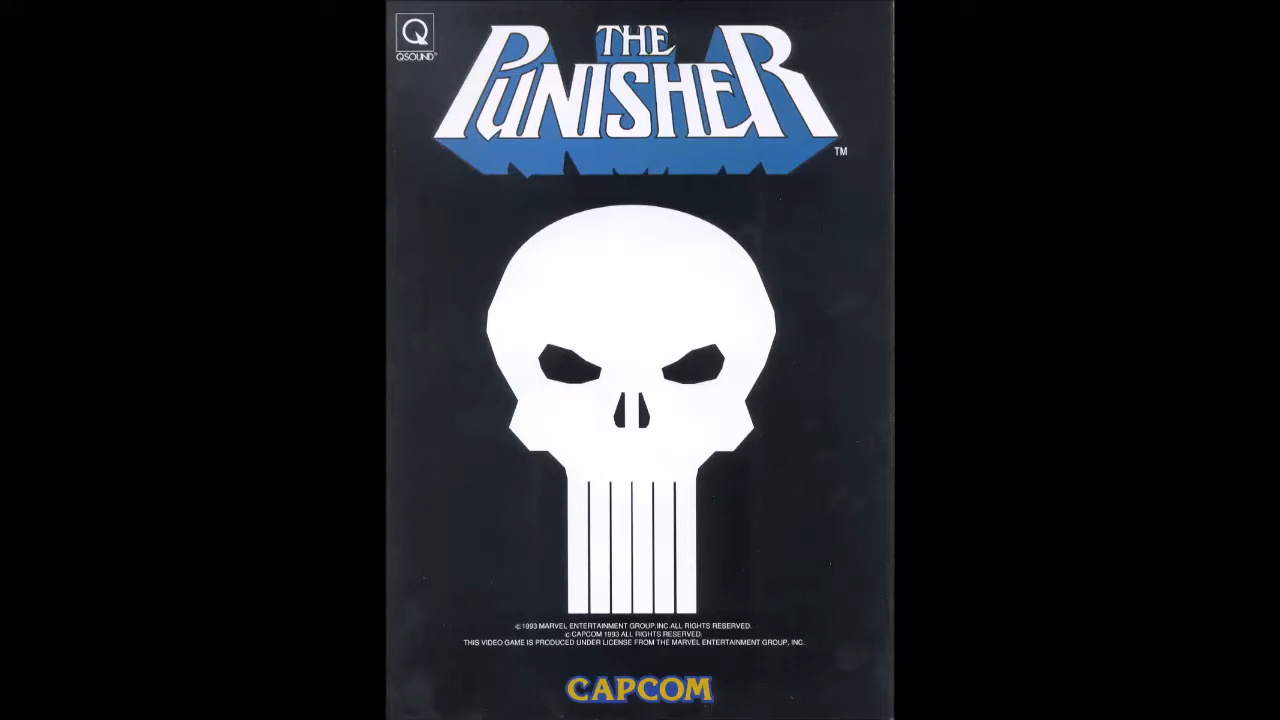 Q
QSOUND™
THE
PUNISHER
TM
©1993 MARVEL ENTERTAINMENT GROUP,INC ALL RIGHTS RESERVED.
©CAPCOM 1993 ALL RIGHTS RESERVED.
THIS VIDEO GAME IS PRODUCED UNDER LICENSE FROM THE MARVEL ENTERTAINMENT GROUP, INC.
CAPCOM